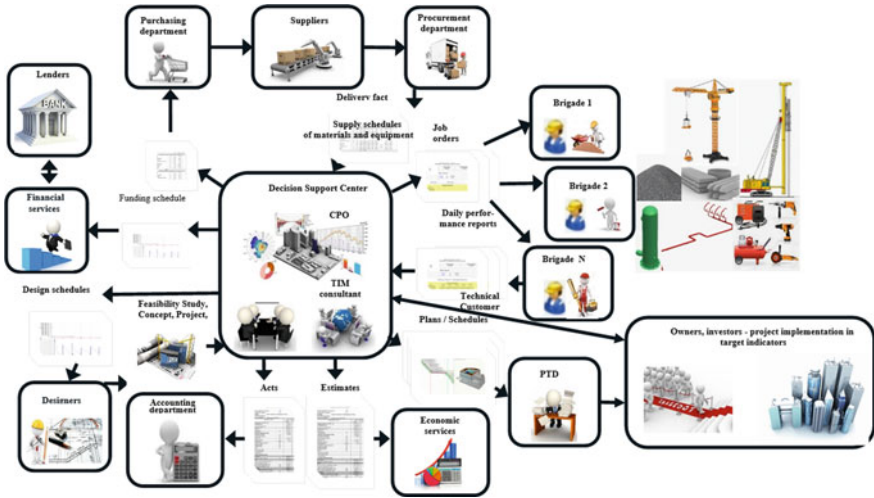 Purchasing
department
Suppliers
Procurement
department
Lenders
BANK
Delivery fact
Supply schedules
of materials and equipment
Job
orders
Brigade 1
Financial
services
Funding schedule
Decision Support Center
CPO
Brigade 2
Daily perfor-
mance reports
Brigade N
TIM
consultant
Technical
Customer
Design schedules
Feasibility Study,
Concept, Project,
Plans / Schedules
Owners, investors - project implementation in
target indicators
PTD
Desieners
Accounting
department
Acts
Estimates
Economic
services